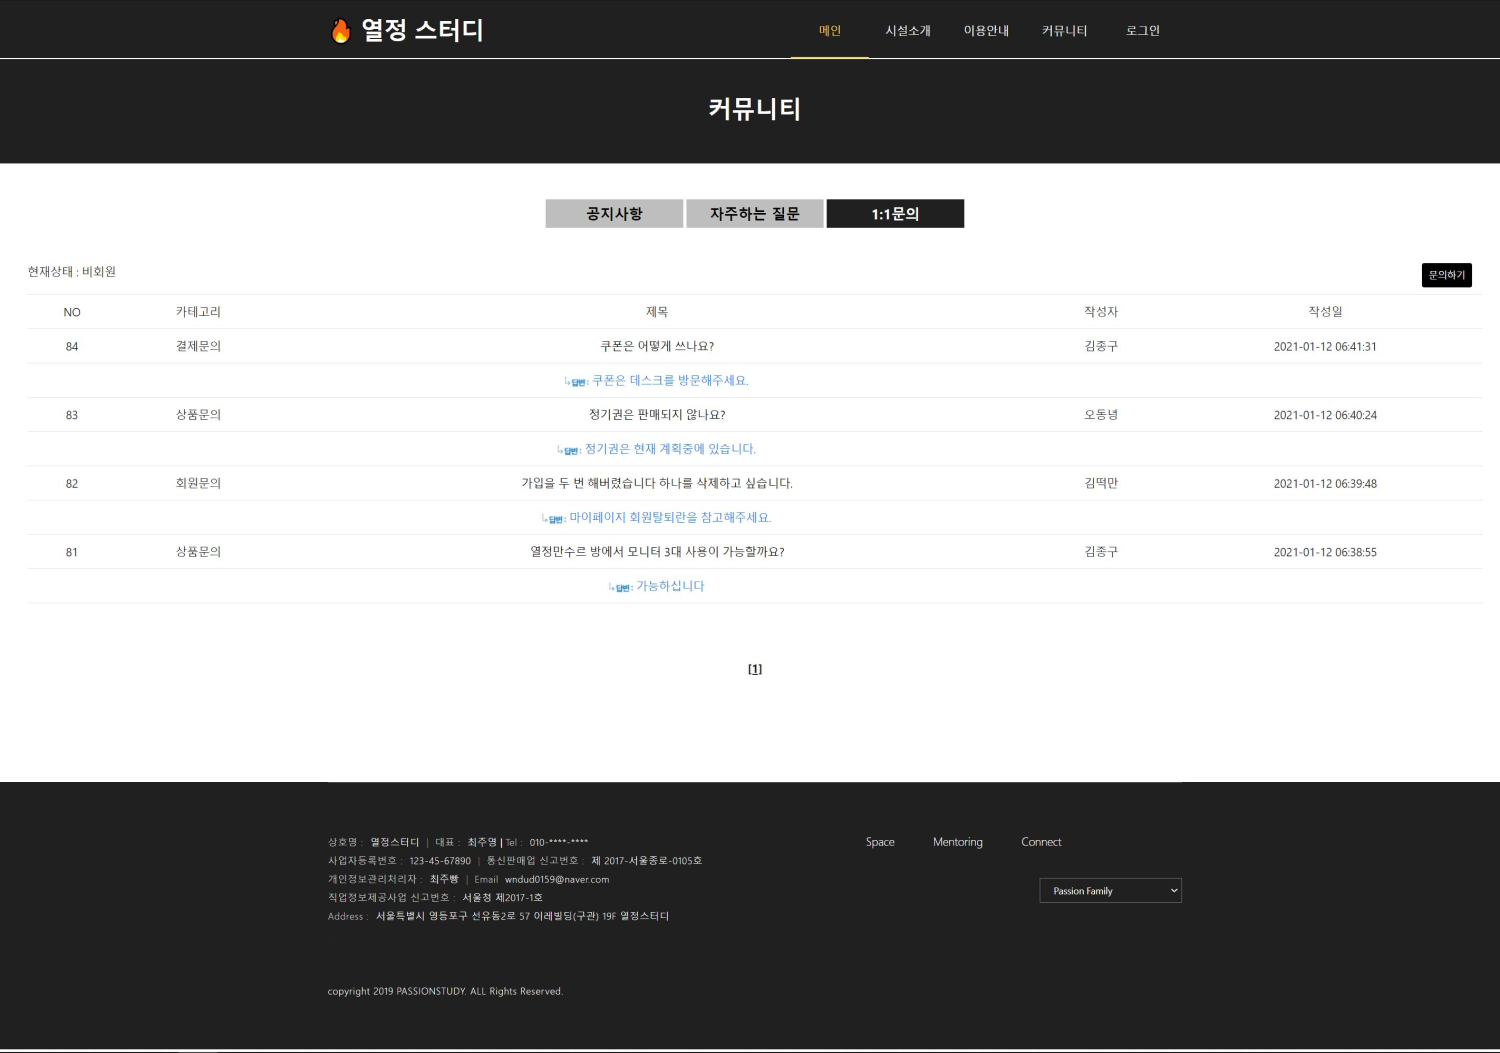 열정 스터디
메인 시설소개 이용안내 커뮤니티 로그인
커뮤니티
공지사항 자주하는 질문 1:1문의
현재상태 : 비회원
문의하기
NO 카테고리 제목 작성자 작성일
84 결제문의 쿠폰은 어떻게 쓰나요? 김종구 2021-01-12 06:41:31
↳답변: 쿠폰은 데스크를 방문해주세요.
83 상품문의 정기권은 판매되지 않나요? 오동녕 2021-01-12 06:40:24
↳답변: 정기권은 현재 계획중에 있습니다.
82 회원문의 가입을 두 번 해버렸습니다 하나를 삭제하고 싶습니다. 김떡만 2021-01-12 06:39:48
↳답변: 마이페이지 회원탈퇴란을 참고해주세요.
81 상품문의 열정만수르 방에서 모니터 3대 사용이 가능할까요? 김종구 2021-01-12 06:38:55
↳답변: 가능하십니다
[1]
상호명 : 열정스터디 | 대표 : 최주영 | Tel : 010-****-****
사업자등록번호 : 123-45-67890 | 통신판매업 신고번호 : 제 2017-서울종로-0105호
개인정보관리처리자 : 최주빵 | Email wndud0159@naver.com
직업정보제공사업 신고번호 : 서울청 제2017-1호
Address : 서울특별시 영등포구 선유동2로 57 이레빌딩(구관) 19F 열정스터디
Space Mentoring Connect
Passion Family
copyright 2019 PASSIONSTUDY. ALL Rights Reserved.